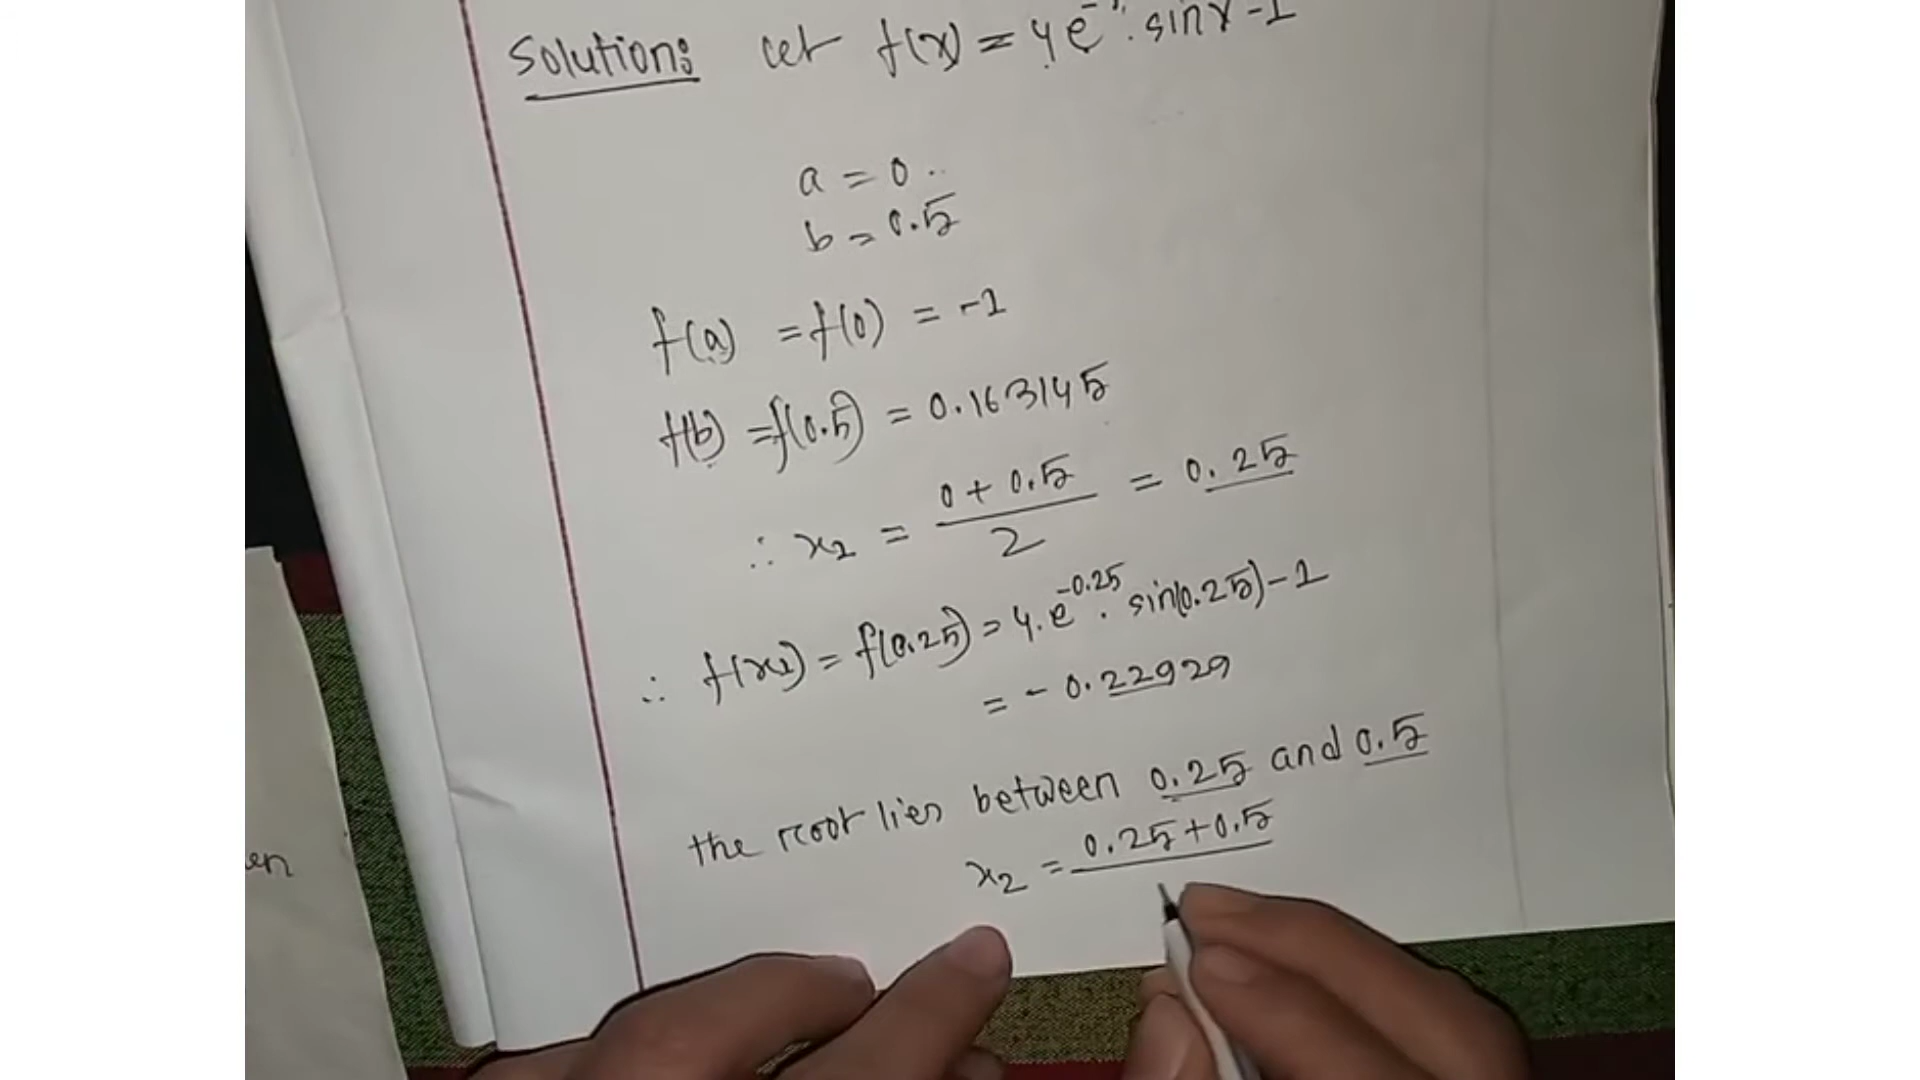 Solution: Let f(x) = 4e⁻ˣ . sinx - 1
a = 0
b = 0.5
f(a) = f(0) = -1
f(b) = f(0.5) = 0.163145
∴ x₂ = (0 + 0.5)/2 = 0.25
∴ f(x₂) = f(0.25) = 4.e^-0.25 . sin(0.25) - 1
= - 0.22929
the root lies between 0.25 and 0.5
x₂ = 0.25 + 0.5
en